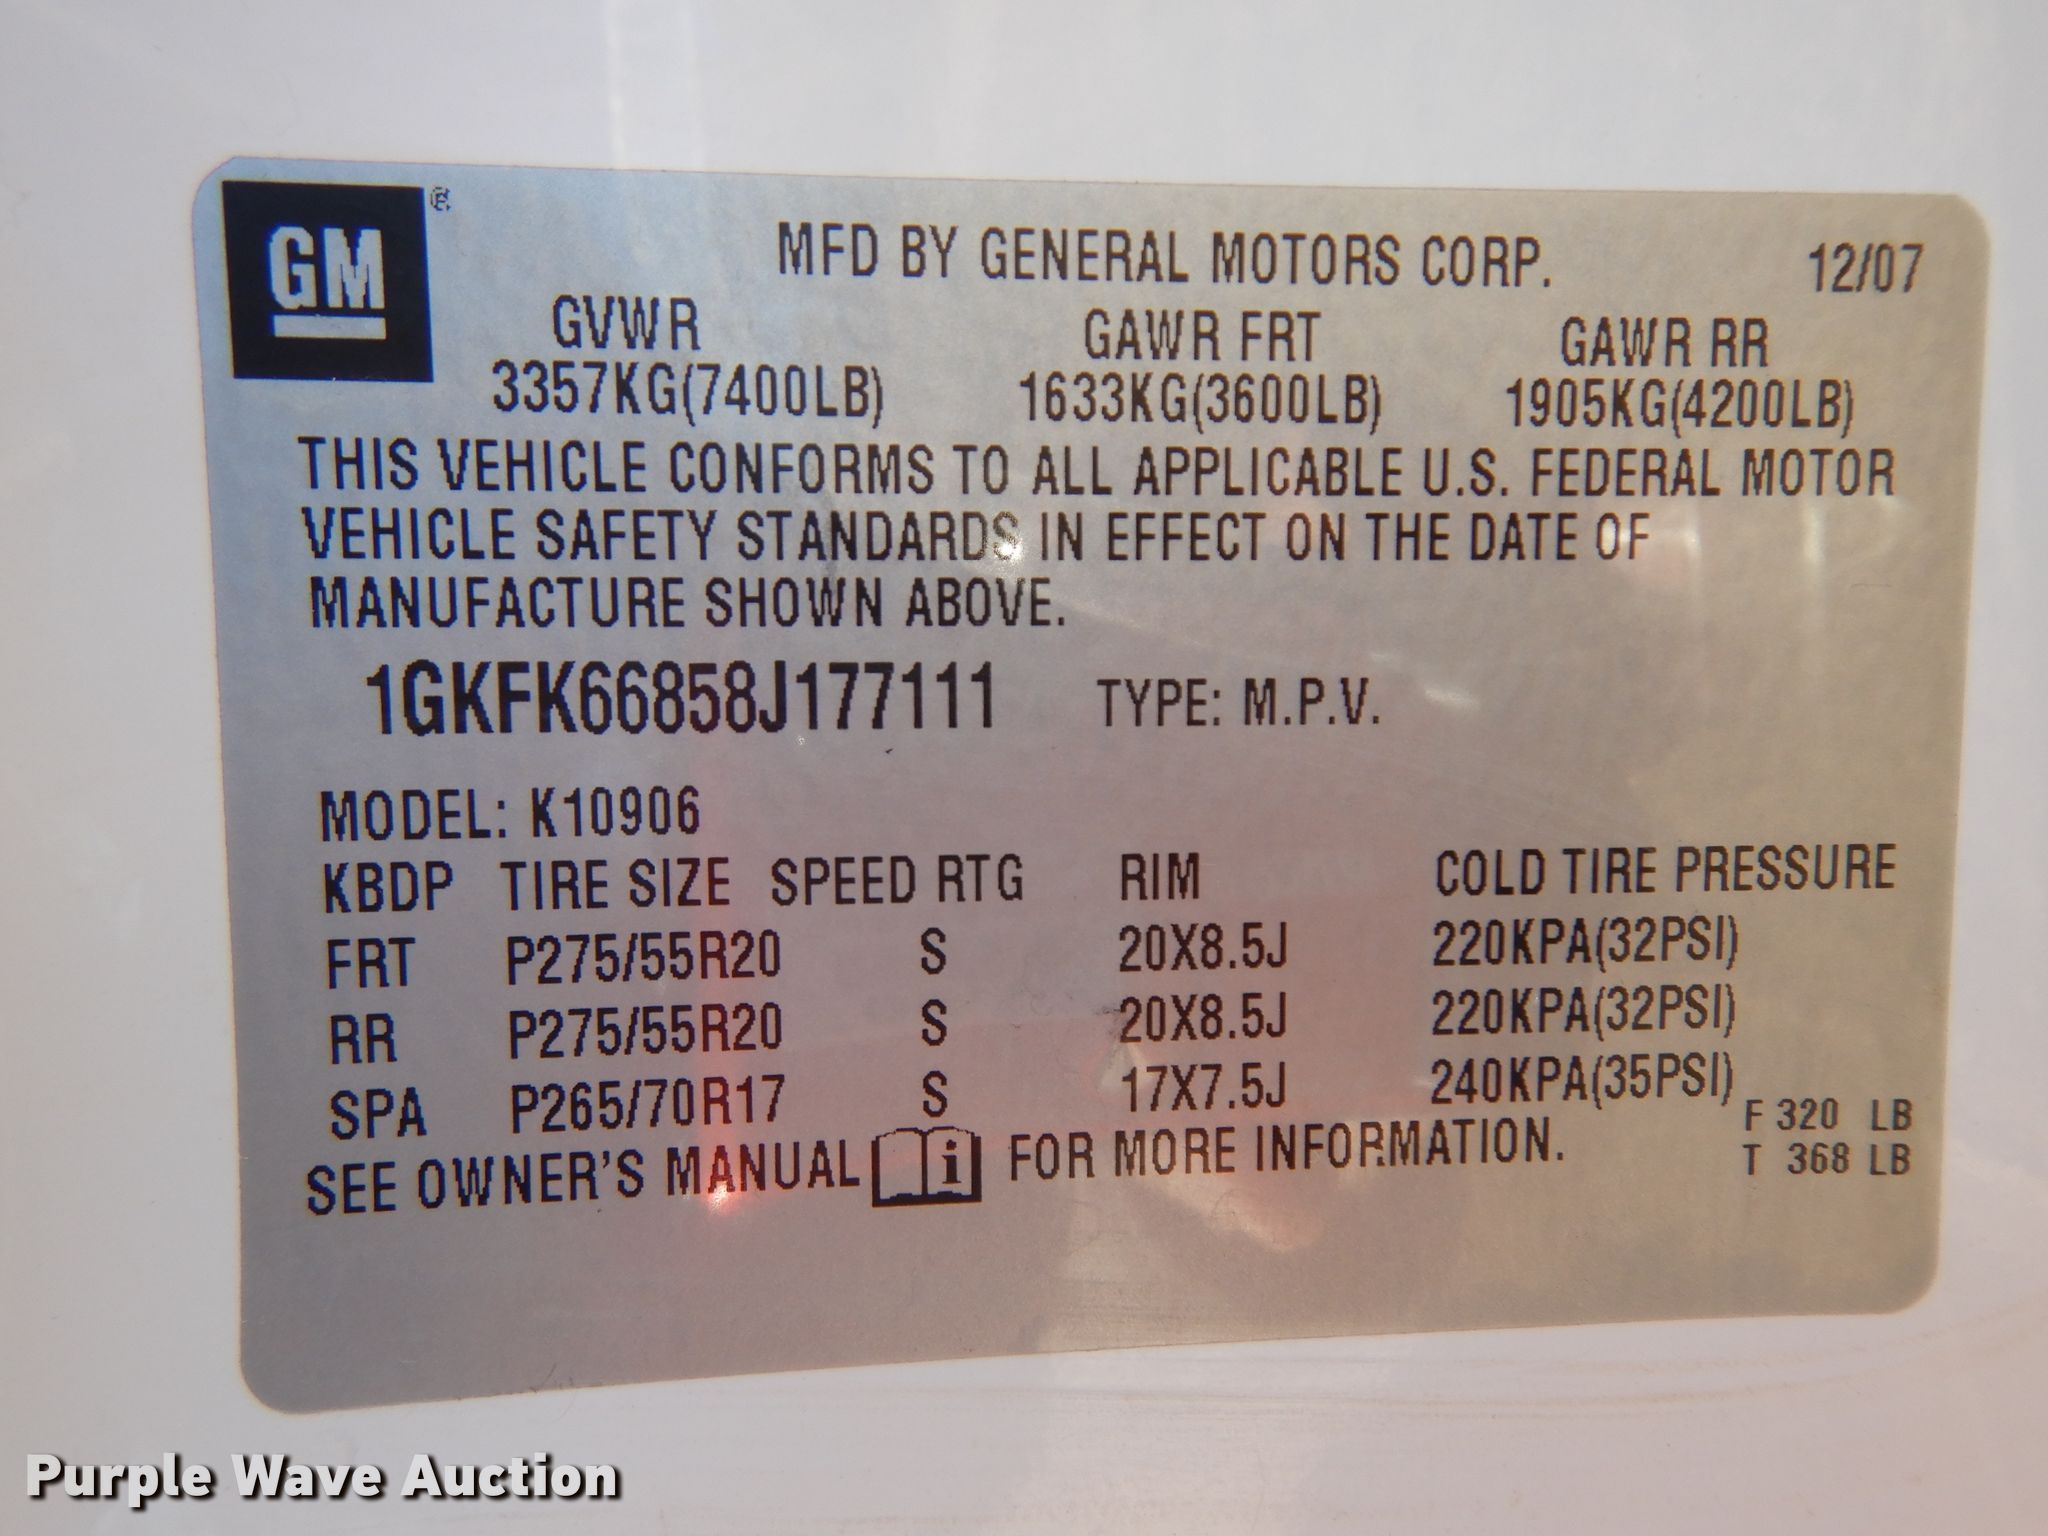 GM ®
MFD BY GENERAL MOTORS CORP. 12/07
GVWR GAWR FRT GAWR RR
3357KG(7400LB) 1633KG(3600LB) 1905KG(4200LB)
THIS VEHICLE CONFORMS TO ALL APPLICABLE U.S. FEDERAL MOTOR
VEHICLE SAFETY STANDARDS IN EFFECT ON THE DATE OF
MANUFACTURE SHOWN ABOVE.
1GKFK66858J177111 TYPE: M.P.V.
MODEL: K10906
KBDP TIRE SIZE SPEED RTG RIM COLD TIRE PRESSURE
FRT P275/55R20 S 20X8.5J 220KPA(32PSI)
RR P275/55R20 S 20X8.5J 220KPA(32PSI)
SPA P265/70R17 S 17X7.5J 240KPA(35PSI)
F 320 LB
SEE OWNER'S MANUAL i FOR MORE INFORMATION. T 368 LB
Purple Wave Auction